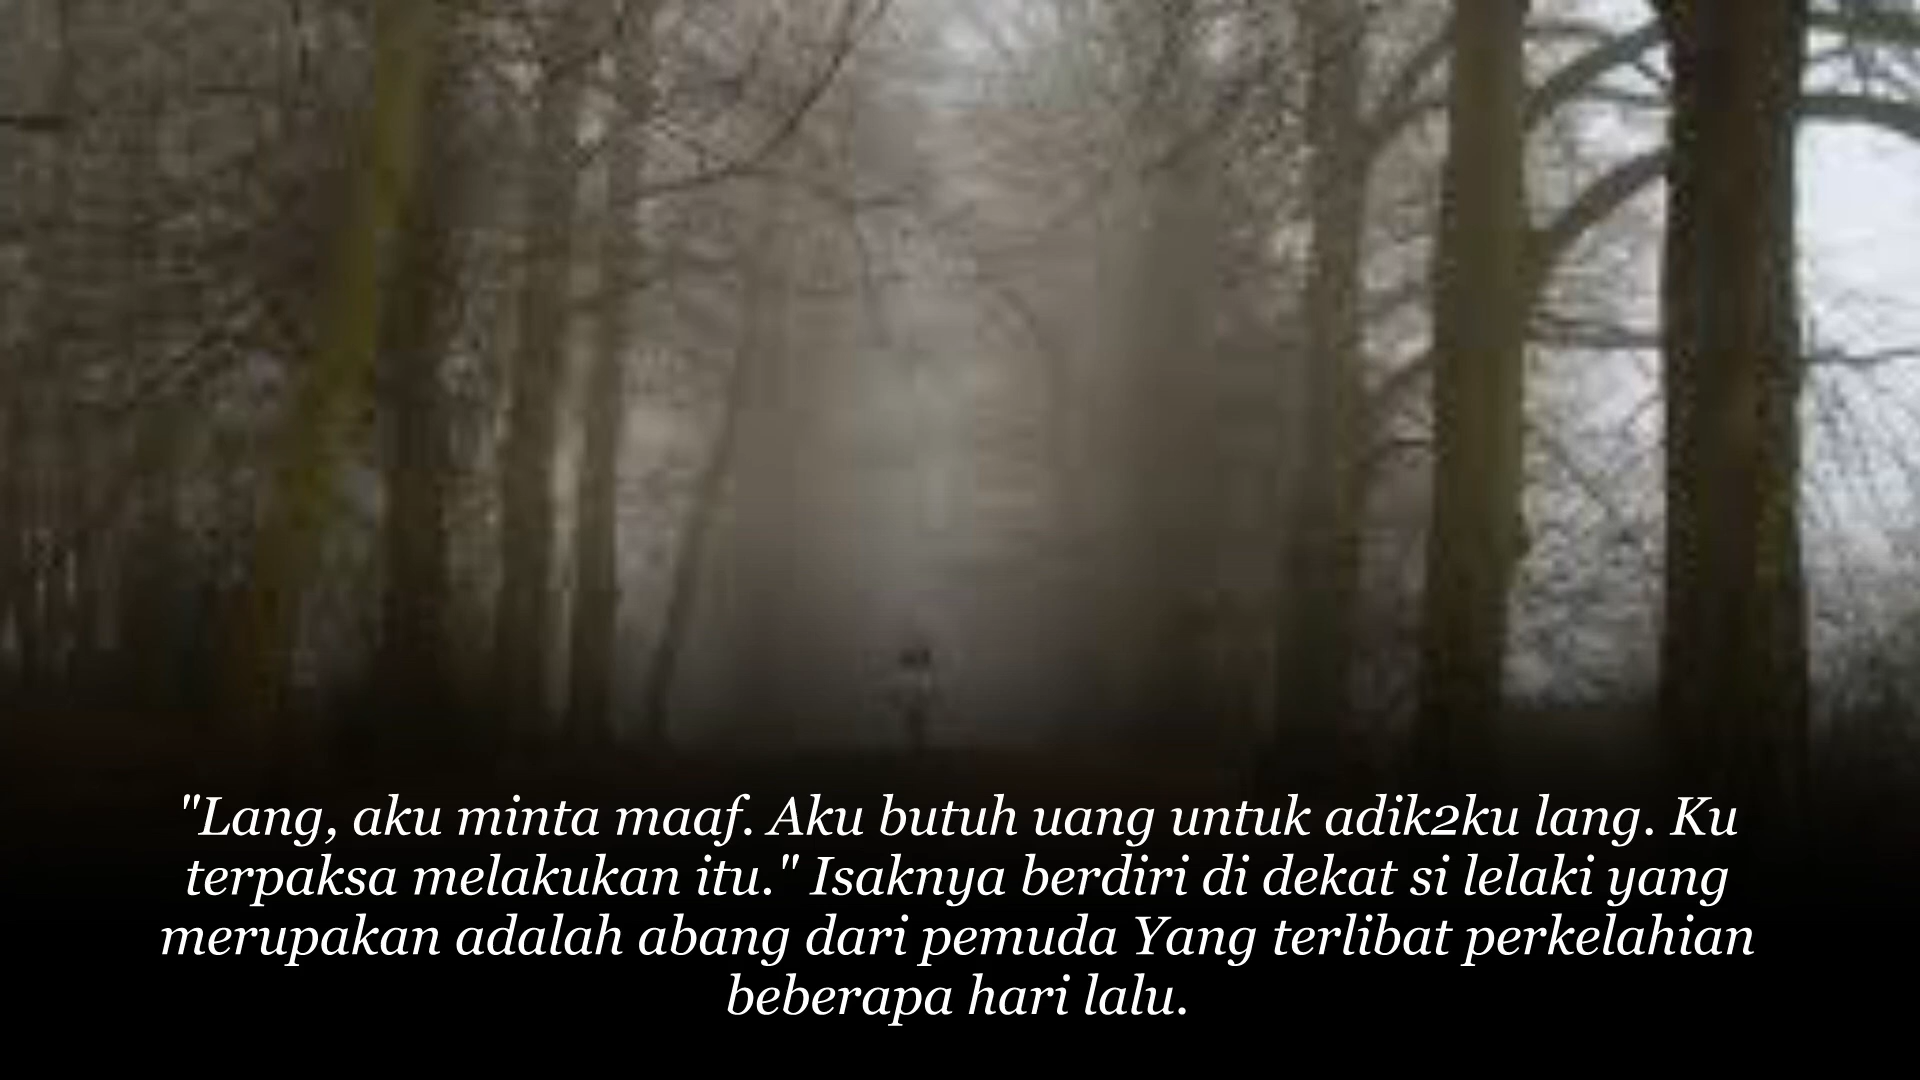 "Lang, aku minta maaf. Aku butuh uang untuk adik2ku lang. Ku
terpaksa melakukan itu." Isaknya berdiri di dekat si lelaki yang
merupakan adalah abang dari pemuda Yang terlibat perkelahian
beberapa hari lalu.